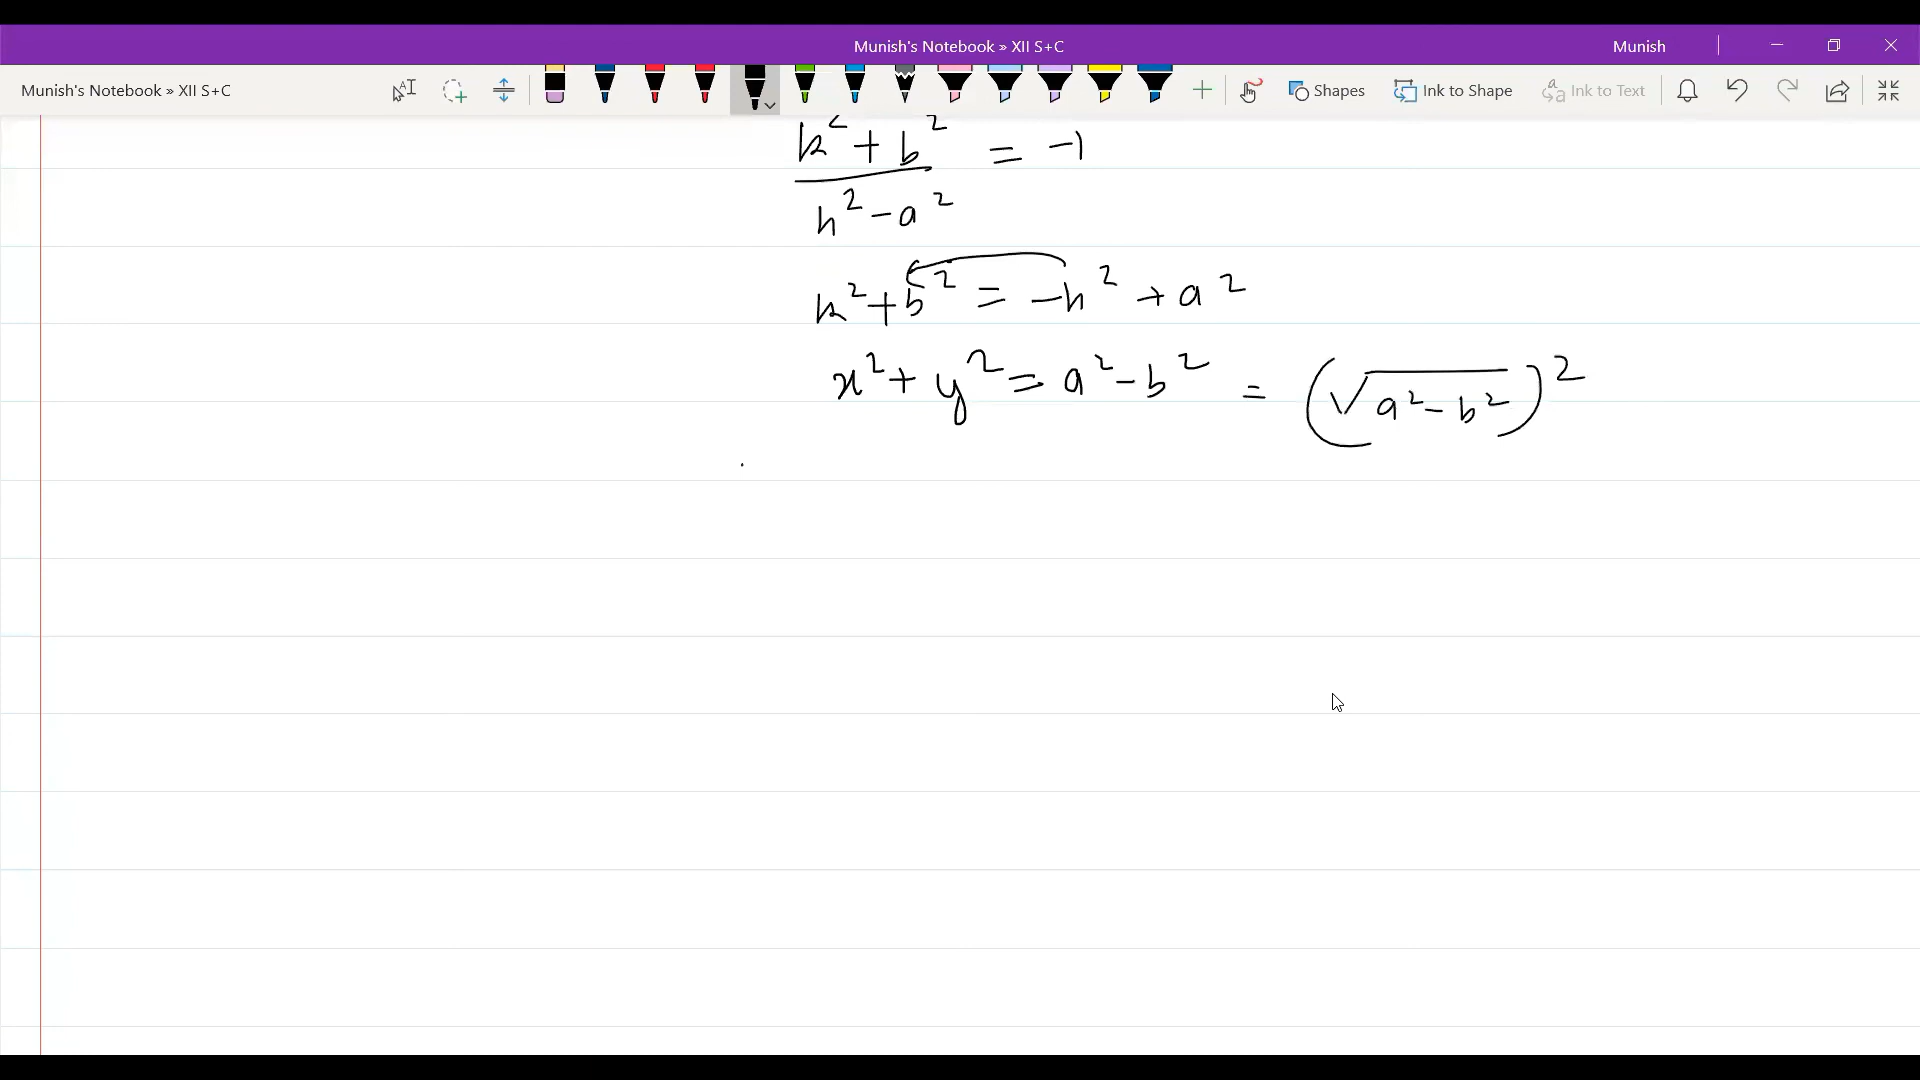 Munish's Notebook » XII S+C
Munish
Munish's Notebook » XII S+C
Shapes
Ink to Shape
Ink to Text
k² + b² / h² - a² = -1
k² + b² = -h² + a²
x² + y² = a² - b² = (√a² - b²)²